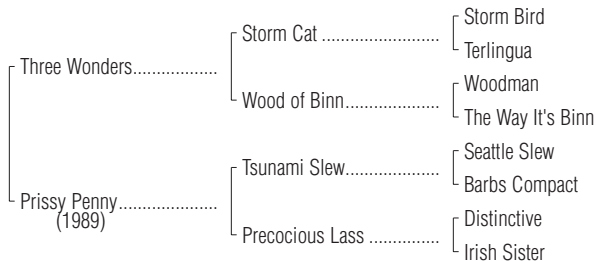 Storm Bird
Storm Cat ........................
Terlingua
Three Wonders.................
Woodman
Wood of Binn...................
The Way It's Binn
Seattle Slew
Tsunami Slew...................
Barbs Compact
Prissy Penny....................
(1989)
Distinctive
Precocious Lass ..............
Irish Sister